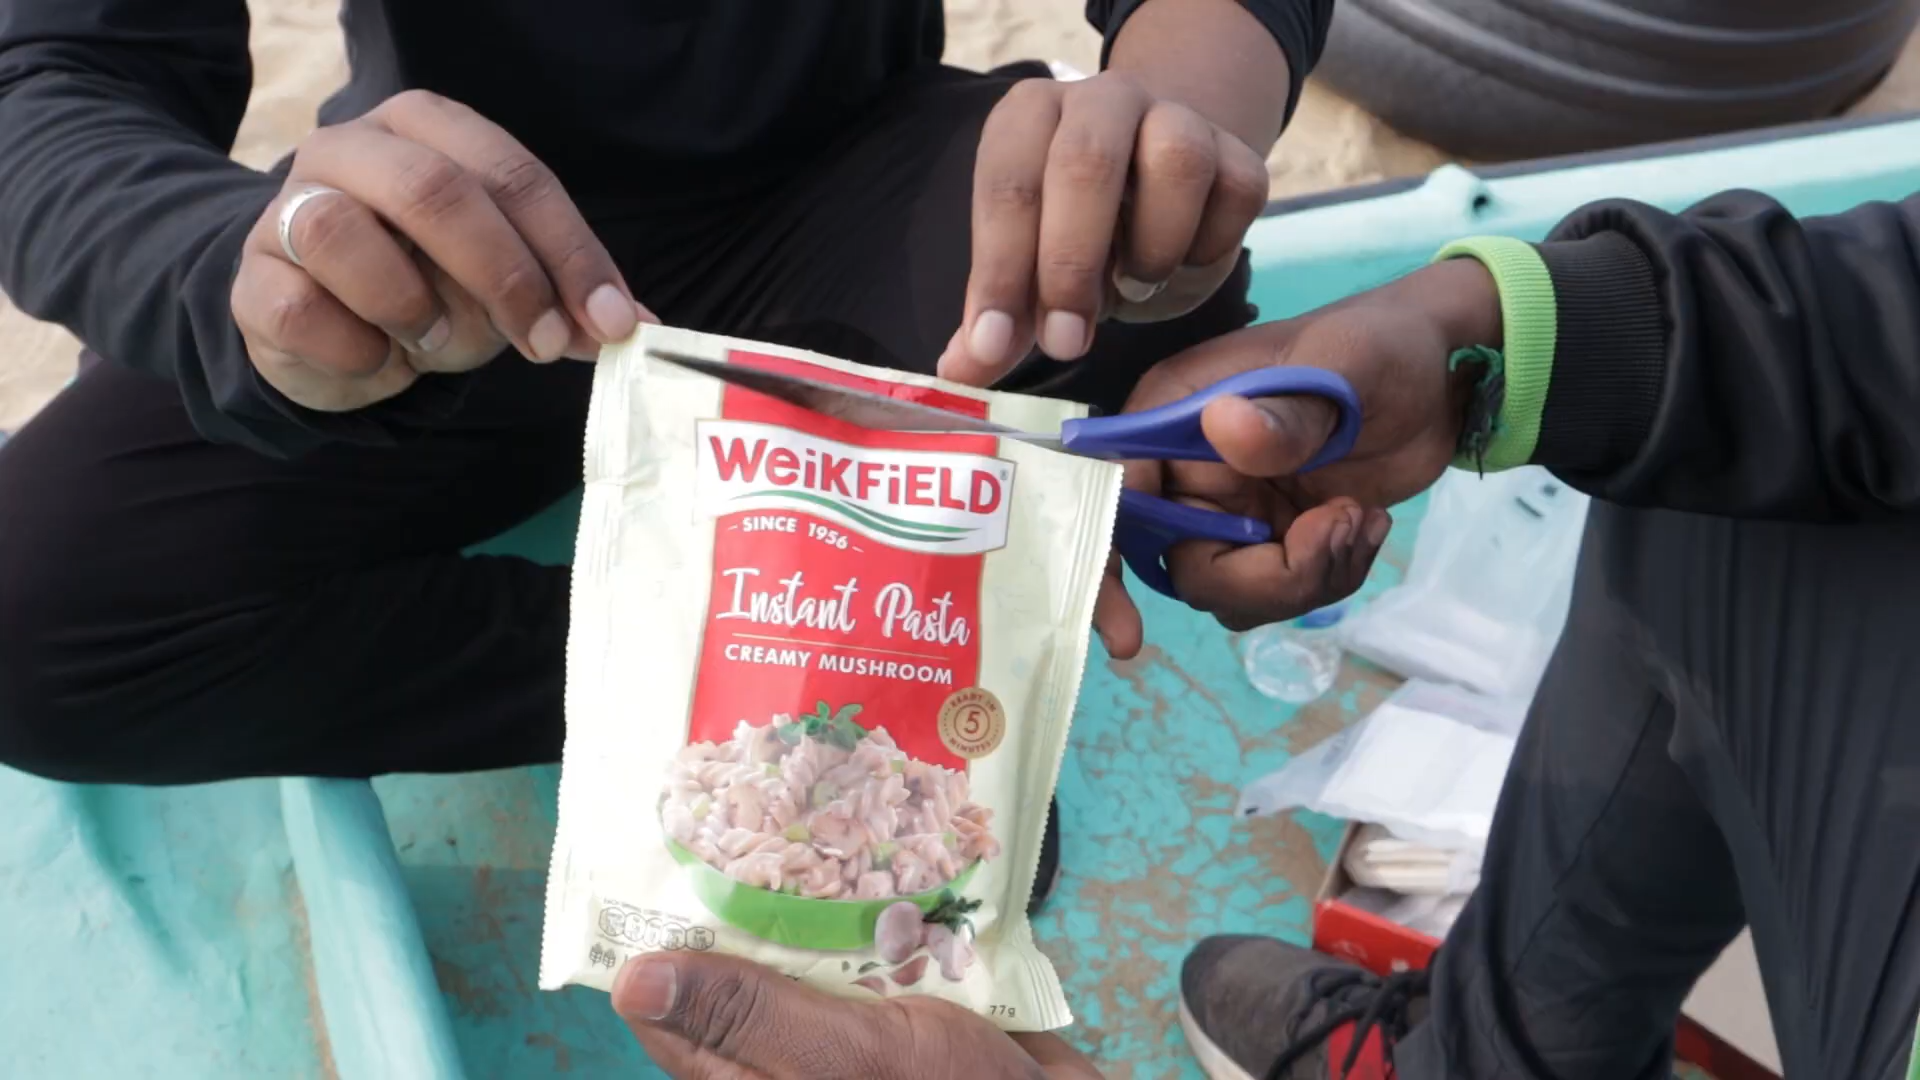 WeiKFiELD®
- SINCE 1956 -
Instant Pasta
CREAMY MUSHROOM
READY IN
5
MINUTES
77g